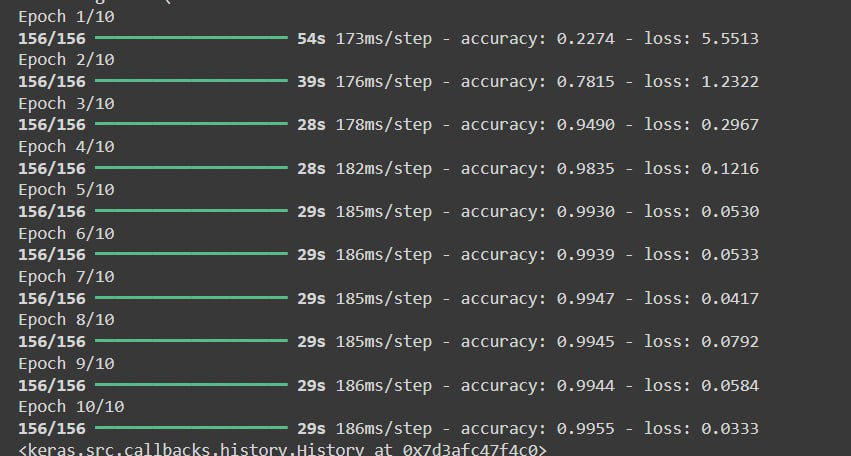 Epoch 1/10
156/156 ━━━━━━━━━━━━━━━━━━━━ 54s 173ms/step - accuracy: 0.2274 - loss: 5.5513
Epoch 2/10
156/156 ━━━━━━━━━━━━━━━━━━━━ 39s 176ms/step - accuracy: 0.7815 - loss: 1.2322
Epoch 3/10
156/156 ━━━━━━━━━━━━━━━━━━━━ 28s 178ms/step - accuracy: 0.9490 - loss: 0.2967
Epoch 4/10
156/156 ━━━━━━━━━━━━━━━━━━━━ 28s 182ms/step - accuracy: 0.9835 - loss: 0.1216
Epoch 5/10
156/156 ━━━━━━━━━━━━━━━━━━━━ 29s 185ms/step - accuracy: 0.9930 - loss: 0.0530
Epoch 6/10
156/156 ━━━━━━━━━━━━━━━━━━━━ 29s 186ms/step - accuracy: 0.9939 - loss: 0.0533
Epoch 7/10
156/156 ━━━━━━━━━━━━━━━━━━━━ 29s 185ms/step - accuracy: 0.9947 - loss: 0.0417
Epoch 8/10
156/156 ━━━━━━━━━━━━━━━━━━━━ 29s 185ms/step - accuracy: 0.9945 - loss: 0.0792
Epoch 9/10
156/156 ━━━━━━━━━━━━━━━━━━━━ 29s 186ms/step - accuracy: 0.9944 - loss: 0.0584
Epoch 10/10
156/156 ━━━━━━━━━━━━━━━━━━━━ 29s 186ms/step - accuracy: 0.9955 - loss: 0.0333
<keras.src.callbacks.history.History at 0x7d3afc47f4c0>